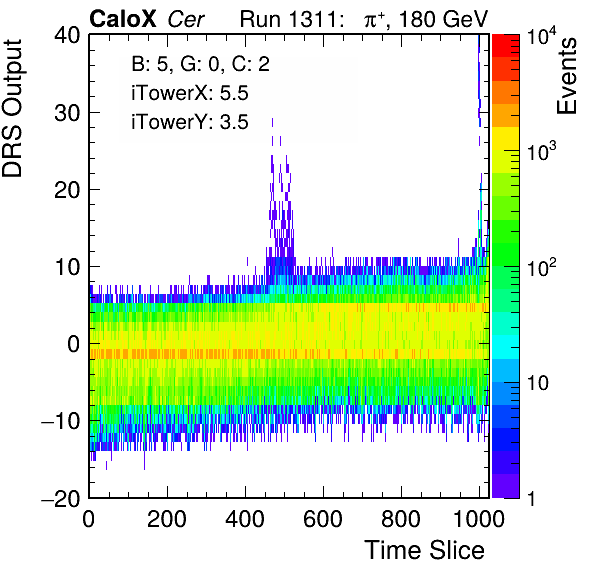 CaloX Cer Run 1311: π⁺, 180 GeV
B: 5, G: 0, C: 2
iTowerX: 5.5
iTowerY: 3.5
DRS Output
40
30
20
10
0
−10
−20
0 200 400 600 800 1000
Time Slice
Events
10⁴
10³
10²
10
1